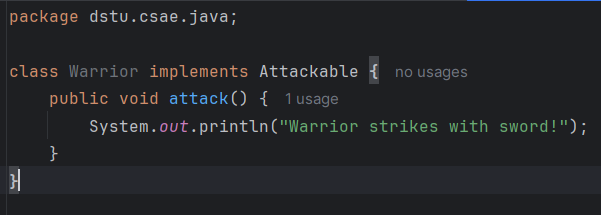 package dstu.csae.java;
class Warrior implements Attackable { no usages
    public void attack() { 1 usage
        System.out.println("Warrior strikes with sword!");
    }
}